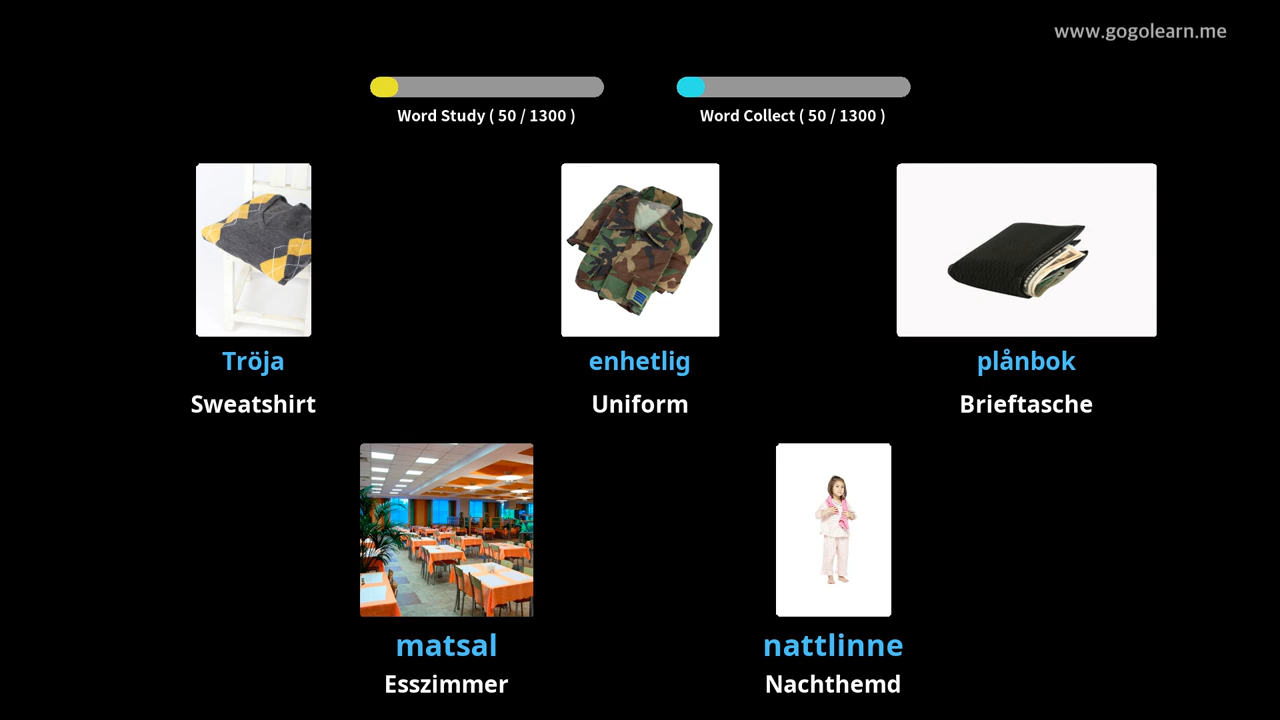 www.gogolearn.me
Word Study ( 50 / 1300 )
Word Collect ( 50 / 1300 )
Tröja
enhetlig
plånbok
Sweatshirt
Uniform
Brieftasche
matsal
nattlinne
Esszimmer
Nachthemd